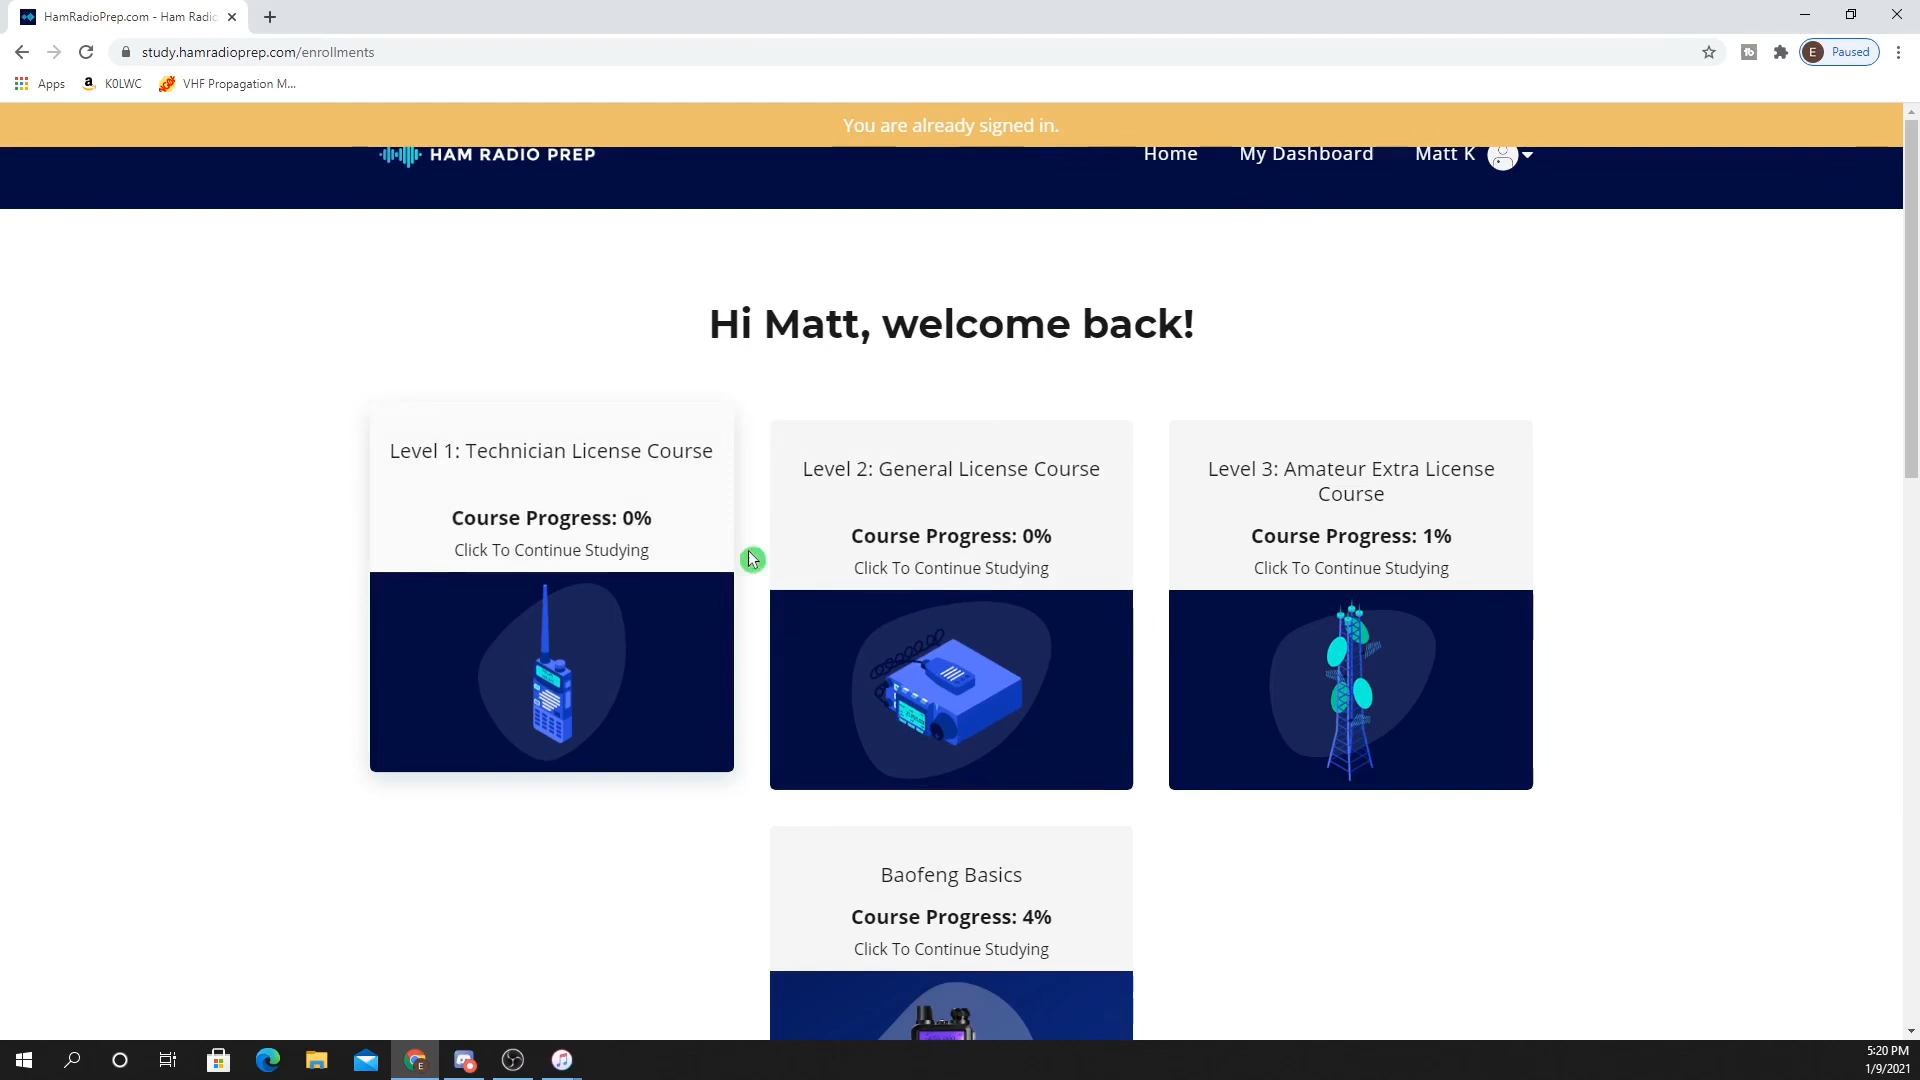 HamRadioPrep.com - Ham Radio
study.hamradioprep.com/enrollments
E Paused
Apps K0LWC VHF Propagation M...
You are already signed in.
HAM RADIO PREP Home My Dashboard Matt K
Hi Matt, welcome back!
Level 1: Technician License Course
Course Progress: 0%
Click To Continue Studying
Level 2: General License Course
Course Progress: 0%
Click To Continue Studying
Level 3: Amateur Extra License
Course
Course Progress: 1%
Click To Continue Studying
Baofeng Basics
Course Progress: 4%
Click To Continue Studying
5:20 PM
1/9/2021